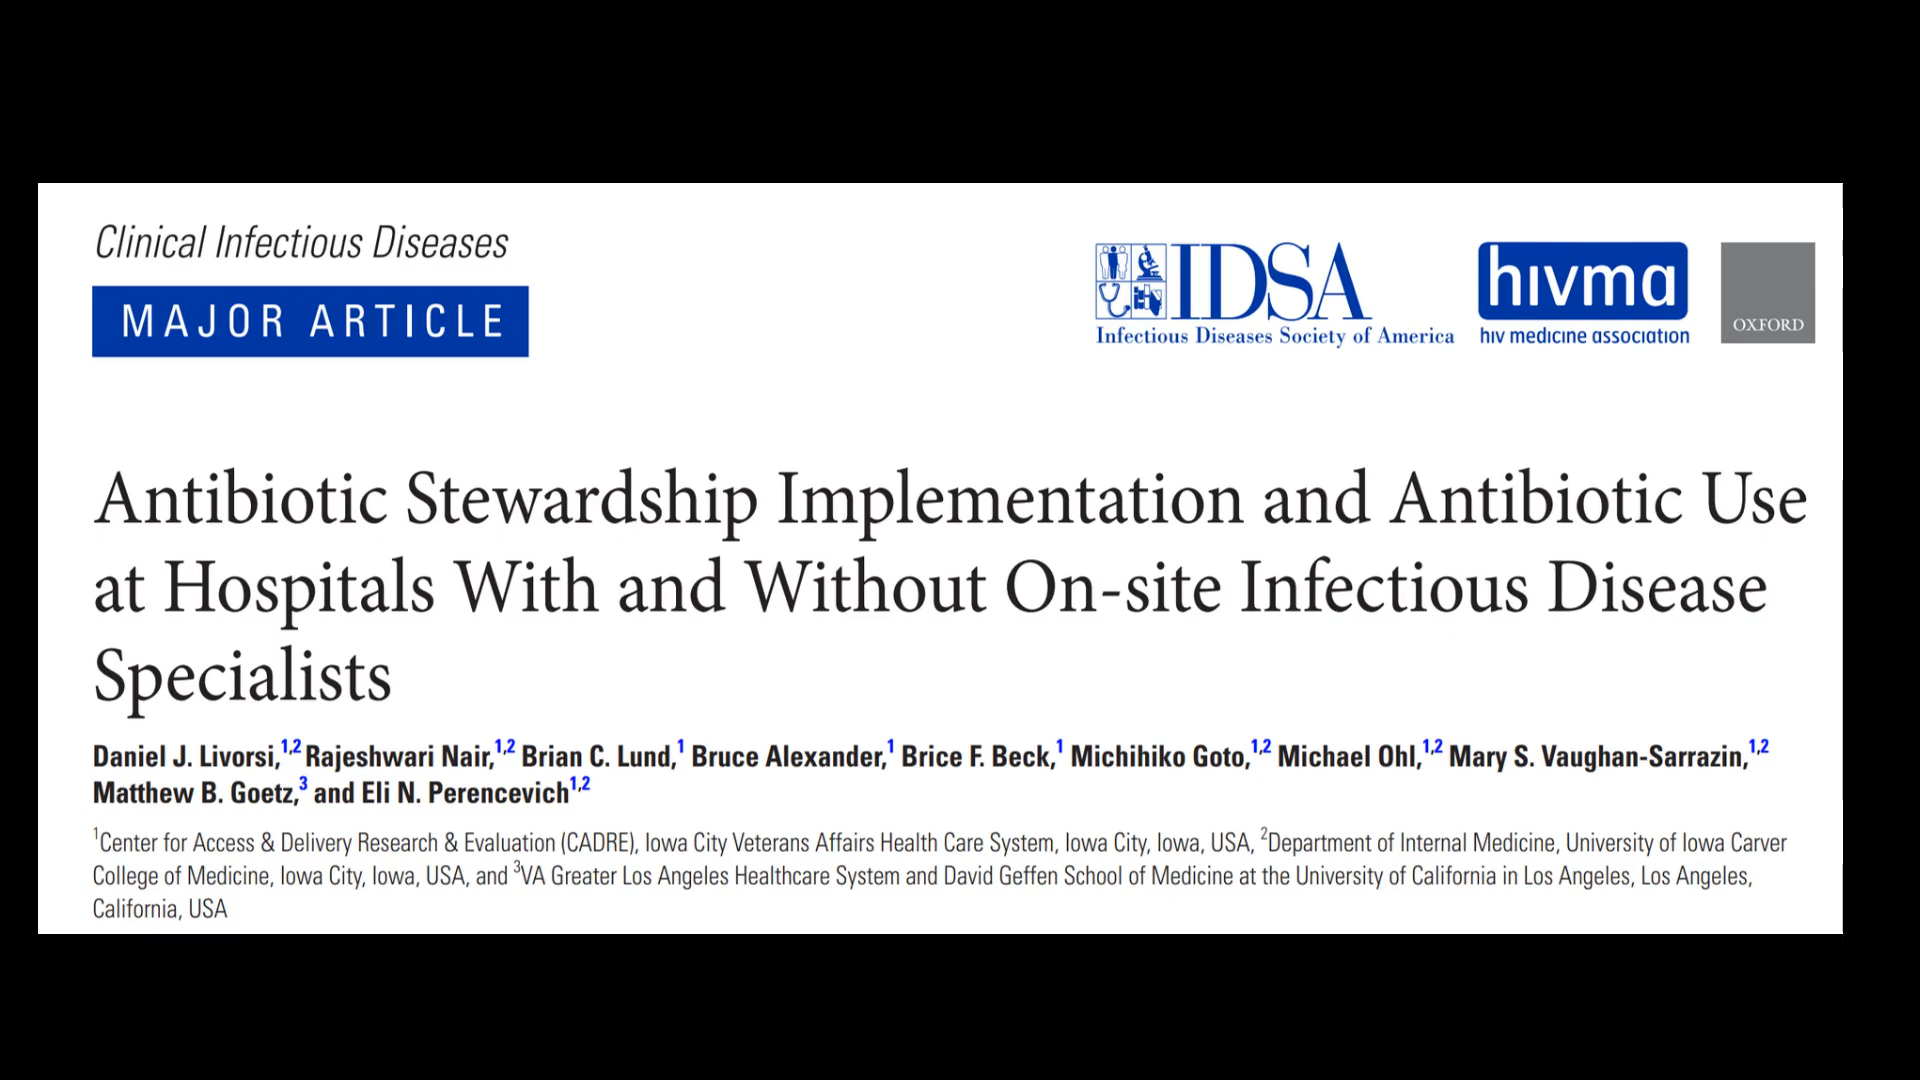 Clinical Infectious Diseases
MAJOR ARTICLE
IDSA
Infectious Diseases Society of America
hivma
hiv medicine association
OXFORD
Antibiotic Stewardship Implementation and Antibiotic Use
at Hospitals With and Without On-site Infectious Disease
Specialists
Daniel J. Livorsi,1,2 Rajeshwari Nair,1,2 Brian C. Lund,1 Bruce Alexander,1 Brice F. Beck,1 Michihiko Goto,1,2 Michael Ohl,1,2 Mary S. Vaughan-Sarrazin,1,2
Matthew B. Goetz,3 and Eli N. Perencevich1,2
1Center for Access & Delivery Research & Evaluation (CADRE), Iowa City Veterans Affairs Health Care System, Iowa City, Iowa, USA, 2Department of Internal Medicine, University of Iowa Carver
College of Medicine, Iowa City, Iowa, USA, and 3VA Greater Los Angeles Healthcare System and David Geffen School of Medicine at the University of California in Los Angeles, Los Angeles,
California, USA